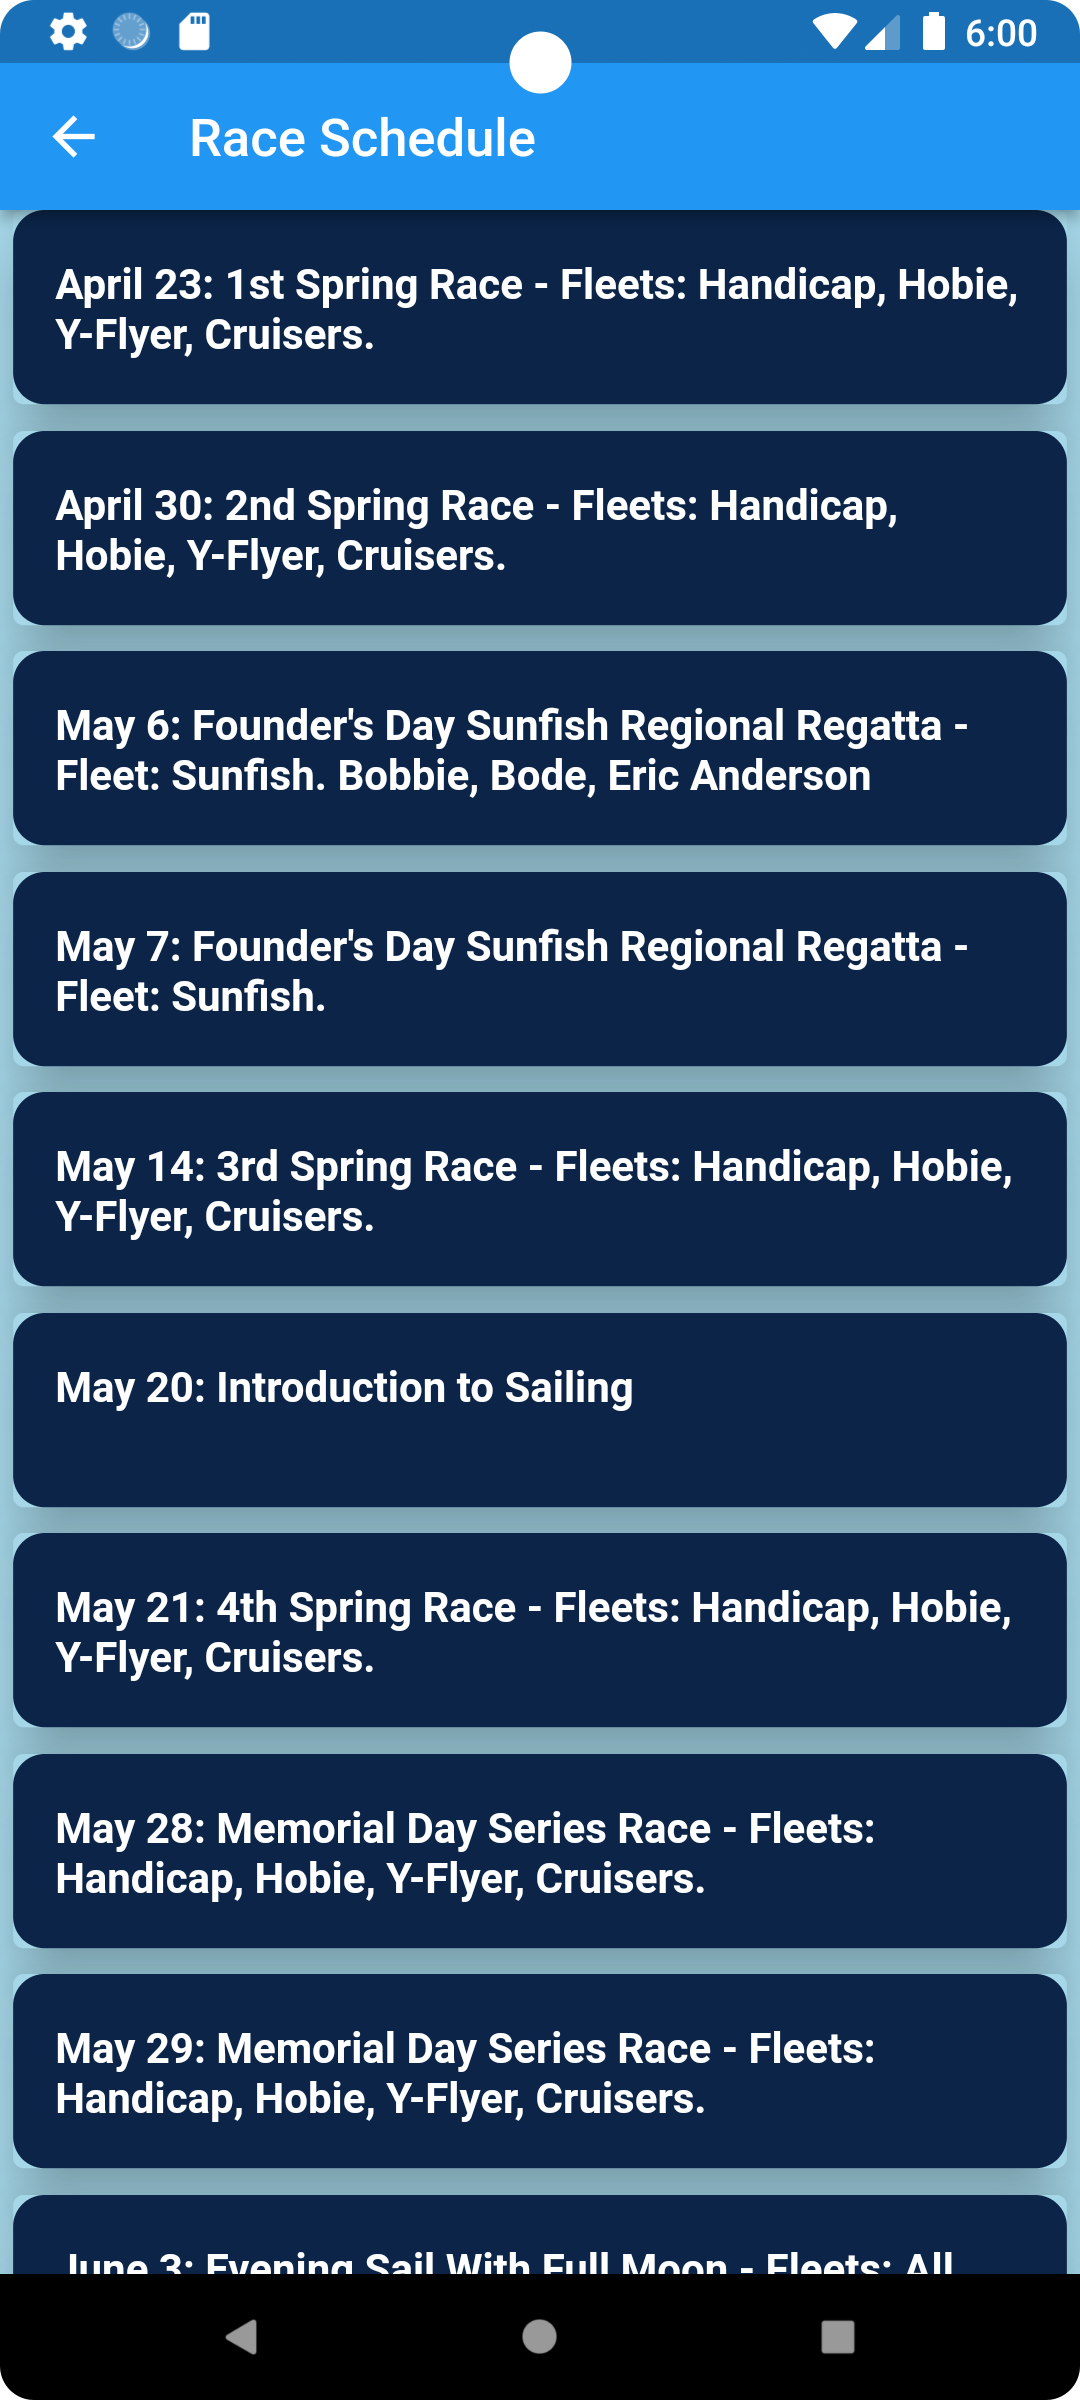 6:00
Race Schedule
April 23: 1st Spring Race - Fleets: Handicap, Hobie,
Y-Flyer, Cruisers.
April 30: 2nd Spring Race - Fleets: Handicap,
Hobie, Y-Flyer, Cruisers.
May 6: Founder's Day Sunfish Regional Regatta -
Fleet: Sunfish. Bobbie, Bode, Eric Anderson
May 7: Founder's Day Sunfish Regional Regatta -
Fleet: Sunfish.
May 14: 3rd Spring Race - Fleets: Handicap, Hobie,
Y-Flyer, Cruisers.
May 20: Introduction to Sailing
May 21: 4th Spring Race - Fleets: Handicap, Hobie,
Y-Flyer, Cruisers.
May 28: Memorial Day Series Race - Fleets:
Handicap, Hobie, Y-Flyer, Cruisers.
May 29: Memorial Day Series Race - Fleets:
Handicap, Hobie, Y-Flyer, Cruisers.
June 3: Evening Sail With Full Moon - Fleets: All